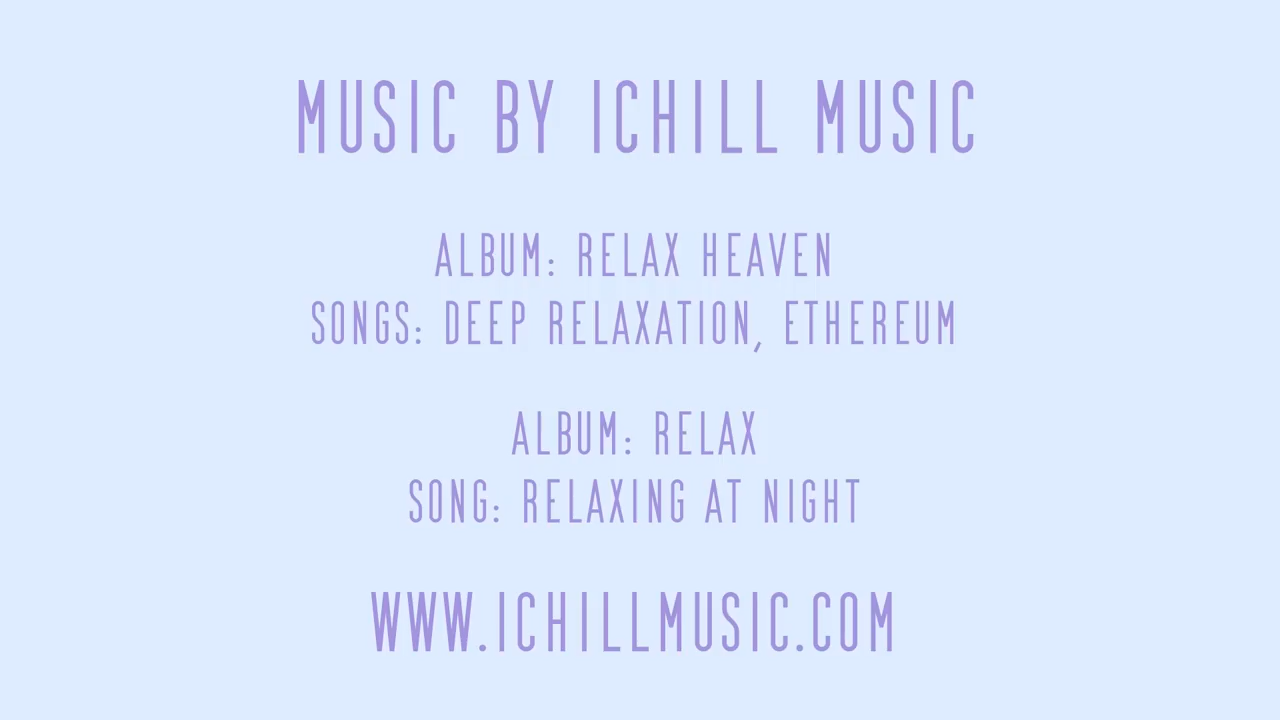 MUSIC BY ICHILL MUSIC
ALBUM: RELAX HEAVEN
SONGS: DEEP RELAXATION, ETHEREUM
ALBUM: RELAX
SONG: RELAXING AT NIGHT
WWW.ICHILLMUSIC.COM